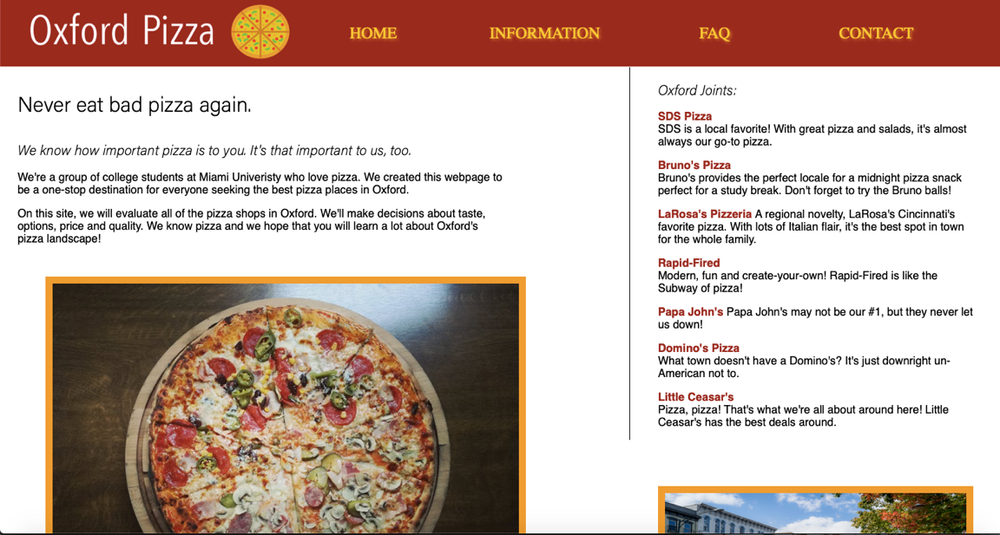 Oxford Pizza
HOME
INFORMATION
FAQ
CONTACT
Never eat bad pizza again.
We know how important pizza is to you. It's that important to us, too.
We're a group of college students at Miami Univeristy who love pizza. We created this webpage to
be a one-stop destination for everyone seeking the best pizza places in Oxford.
On this site, we will evaluate all of the pizza shops in Oxford. We'll make decisions about taste,
options, price and quality. We know pizza and we hope that you will learn a lot about Oxford's
pizza landscape!
Oxford Joints:
SDS Pizza
SDS is a local favorite! With great pizza and salads, it's almost
always our go-to pizza.
Bruno's Pizza
Bruno's provides the perfect locale for a midnight pizza snack
perfect for a study break. Don't forget to try the Bruno balls!
LaRosa's Pizzeria A regional novelty, LaRosa's Cincinnati's
favorite pizza. With lots of Italian flair, it's the best spot in town
for the whole family.
Rapid-Fired
Modern, fun and create-your-own! Rapid-Fired is like the
Subway of pizza!
Papa John's Papa John's may not be our #1, but they never let
us down!
Domino's Pizza
What town doesn't have a Domino's? It's just downright un-
American not to.
Little Ceasar's
Pizza, pizza! That's what we're all about around here! Little
Ceasar's has the best deals around.